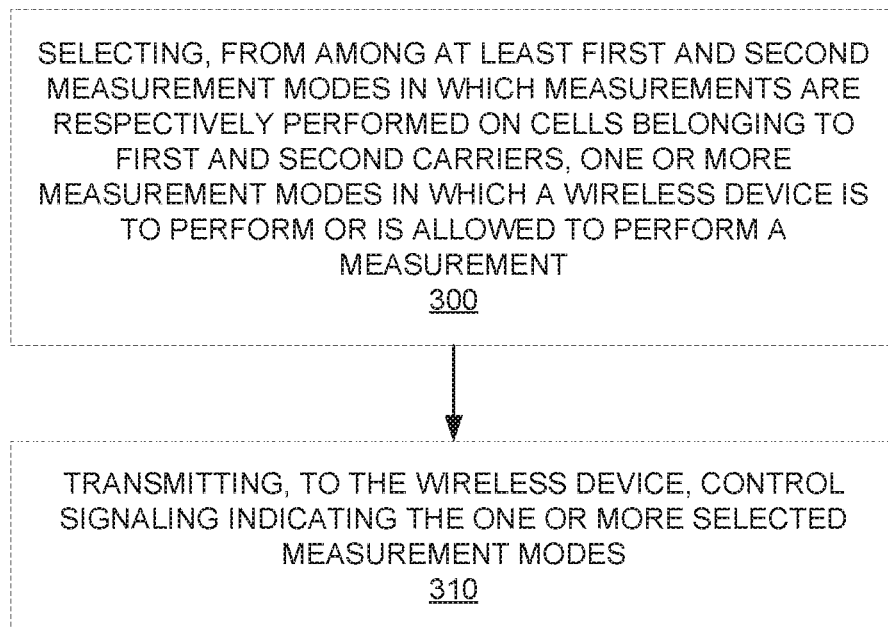 SELECTING, FROM AMONG AT LEAST FIRST AND SECOND
MEASUREMENT MODES IN WHICH MEASUREMENTS ARE
RESPECTIVELY PERFORMED ON CELLS BELONGING TO
FIRST AND SECOND CARRIERS, ONE OR MORE
MEASUREMENT MODES IN WHICH A WIRELESS DEVICE IS
TO PERFORM OR IS ALLOWED TO PERFORM A
MEASUREMENT
300
TRANSMITTING, TO THE WIRELESS DEVICE, CONTROL
SIGNALING INDICATING THE ONE OR MORE SELECTED
MEASUREMENT MODES
310